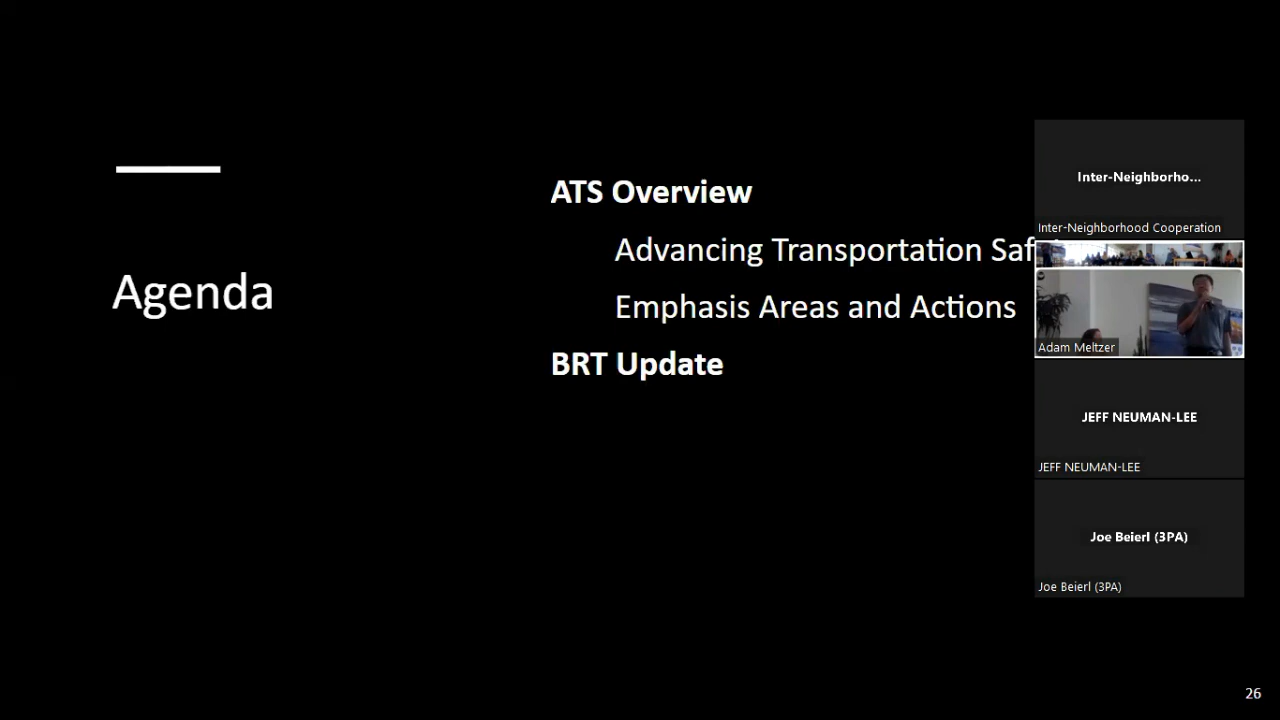 Agenda
ATS Overview
Advancing Transportation Saf
Emphasis Areas and Actions
BRT Update
Inter-Neighborho...
Inter-Neighborhood Cooperation
Adam Meltzer
JEFF NEUMAN-LEE
JEFF NEUMAN-LEE
Joe Beierl (3PA)
Joe Beierl (3PA)
26